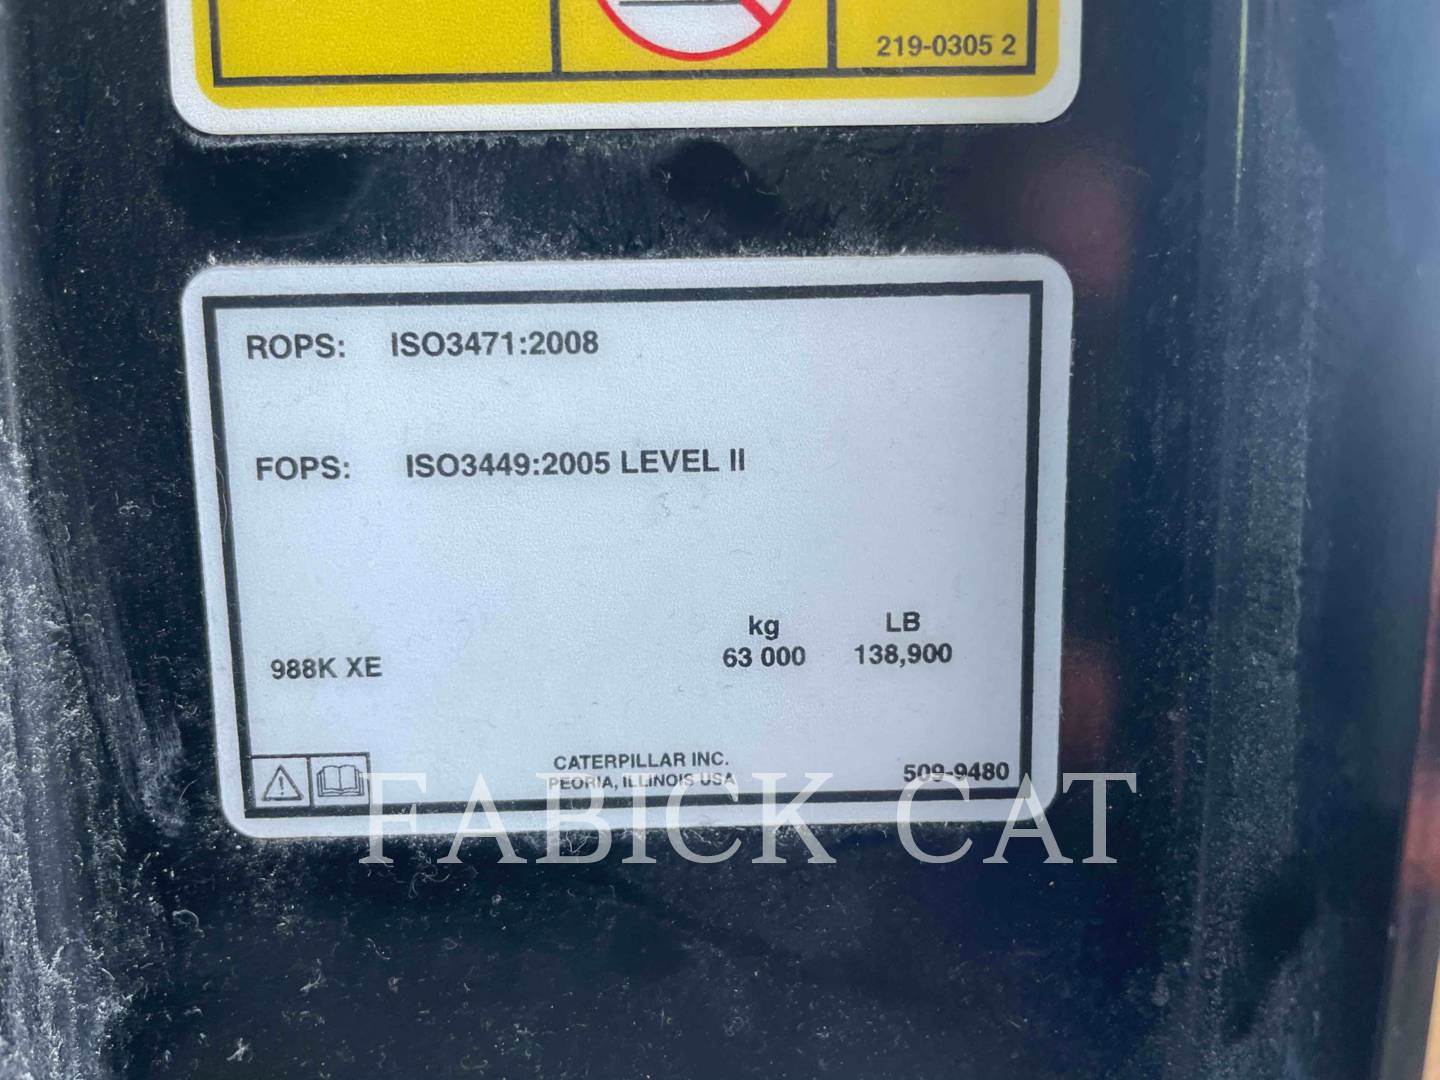 219-0305 2
ROPS: ISO3471:2008
FOPS: ISO3449:2005 LEVEL II
kg LB
988K XE 63 000 138,900
CATERPILLAR INC.
PEORIA, ILLINOIS USA
509-9480
FABICK CAT